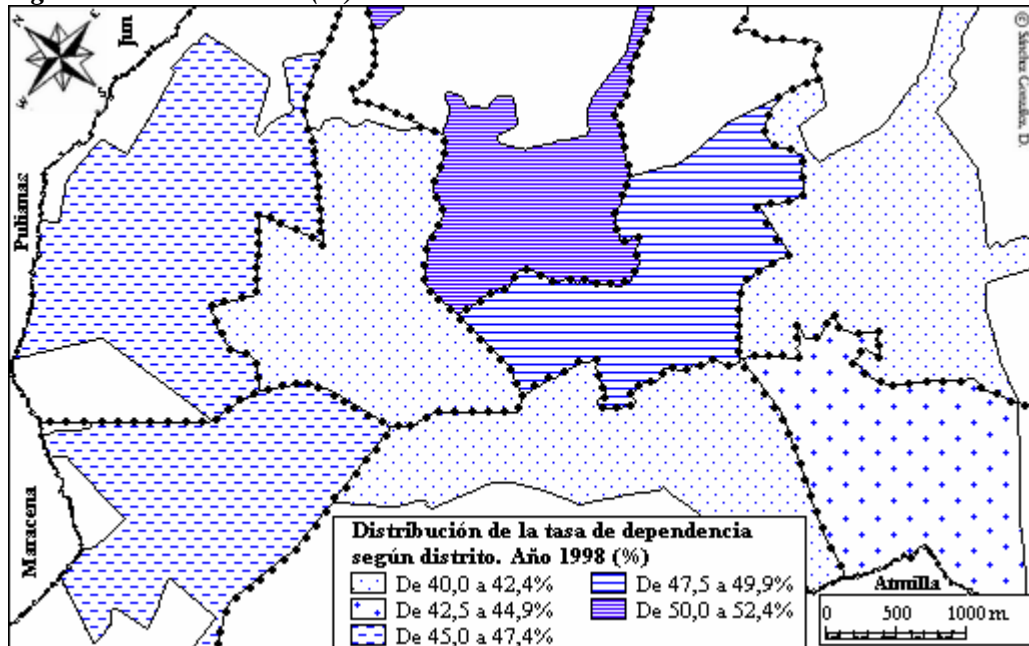 N
E
W
S
Jun
Pulianas
Maracena
© Sánchez González, D.
Distribución de la tasa de dependencia
según distrito. Año 1998 (%)
De 40,0 a 42,4%
De 42,5 a 44,9%
De 45,0 a 47,4%
De 47,5 a 49,9%
De 50,0 a 52,4%
Atmilla
0 500 1000 m.